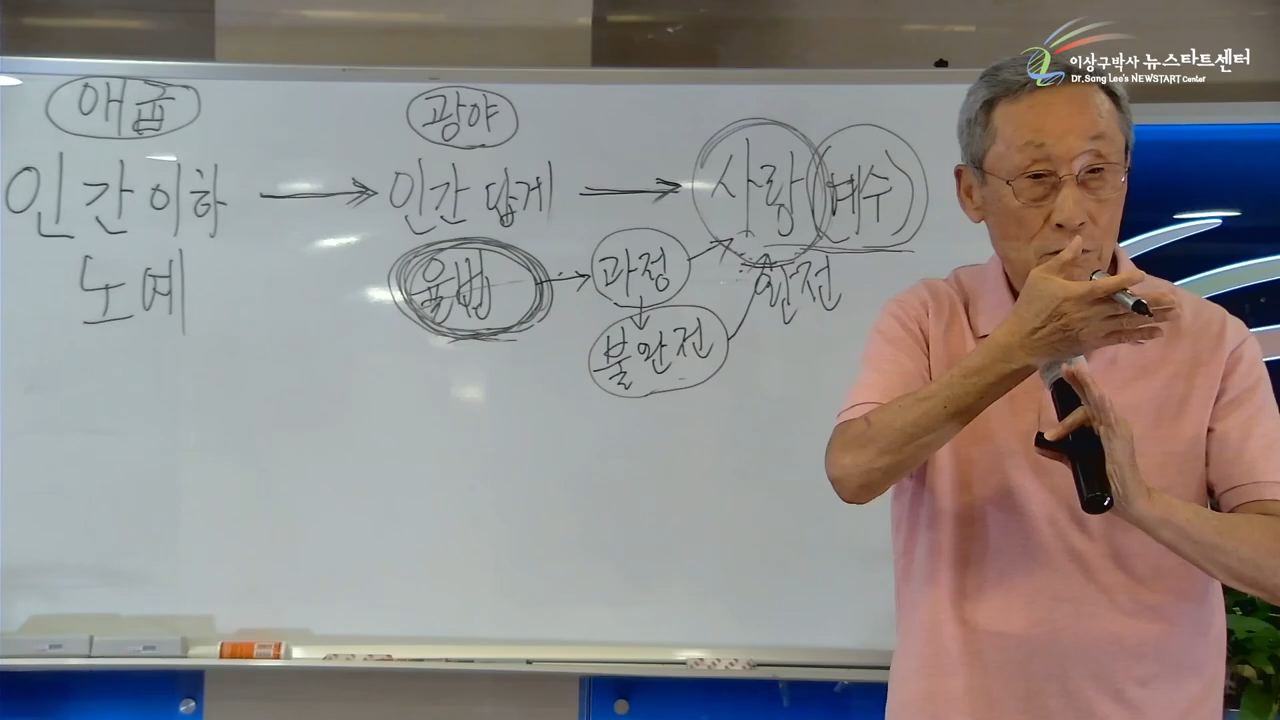 이상구박사 뉴스타트센터
Dr. Sang Lee's NEWSTART Center
애급 광야
인간이하 → 인간 답게 → 사랑 (예수)
노예 율법 → 과정 → 완전
불완전